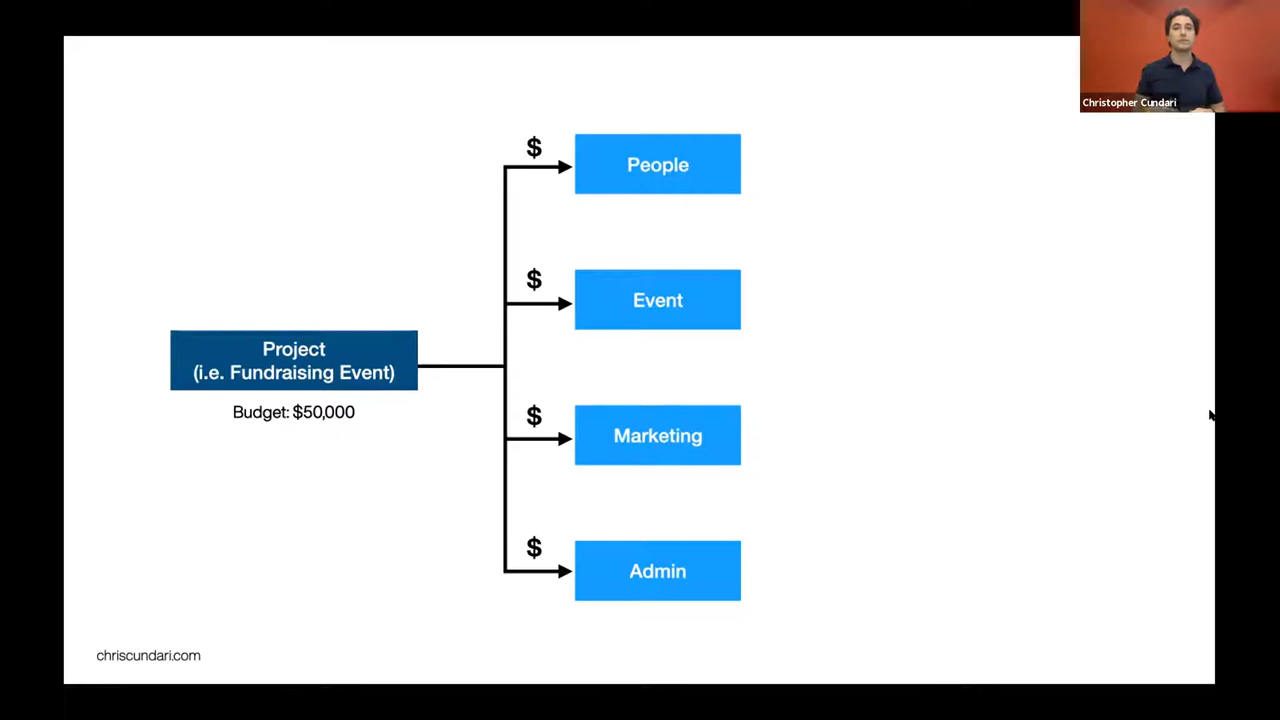 Christopher Cundari
$
People
$
Event
Project
(i.e. Fundraising Event)
Budget: $50,000
$
Marketing
$
Admin
chriscundari.com